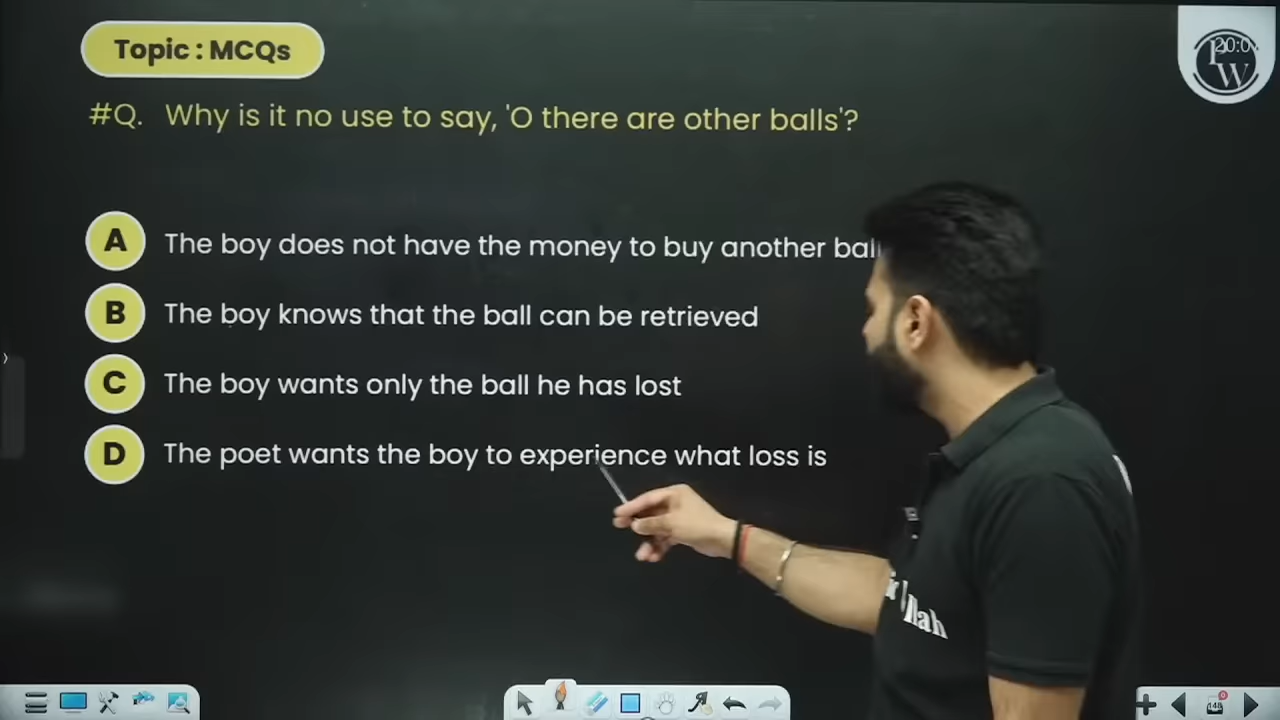 Topic : MCQs
#Q. Why is it no use to say, 'O there are other balls'?
A The boy does not have the money to buy another ball
B The boy knows that the ball can be retrieved
C The boy wants only the ball he has lost
D The poet wants the boy to experience what loss is
P
W